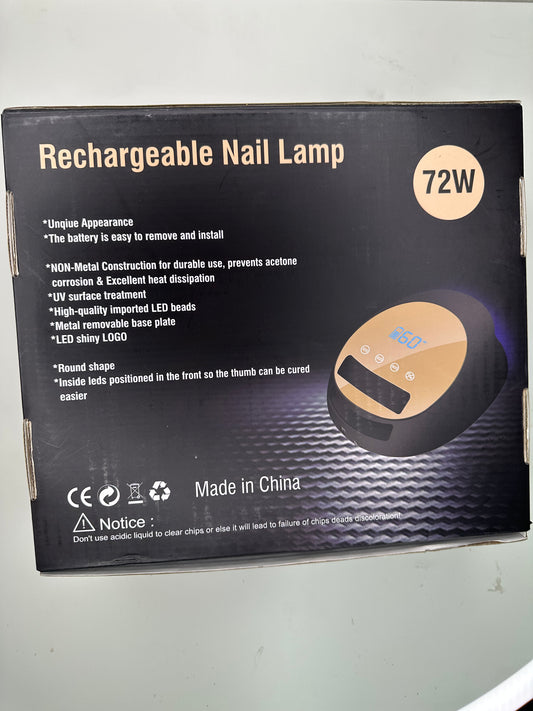 Rechargeable Nail Lamp
72W
*Unqiue Appearance
*The battery is easy to remove and install
*NON-Metal Construction for durable use, prevents acetone
corrosion & Excellent heat dissipation
*UV surface treatment
*High-quality imported LED beads
*Metal removable base plate
*LED shiny LOGO
*Round shape
*Inside leds positioned in the front so the thumb can be cured
easier
60
CE
Made in China
Notice :
Don't use acidic liquid to clear chips or else it will lead to failure of chips deads discoloration!